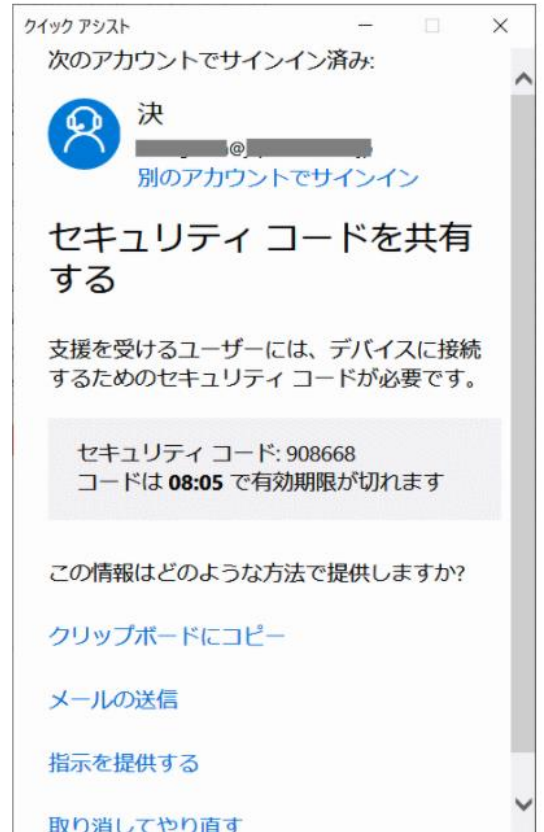 クイック アシスト
次のアカウントでサインイン済み:
決
@
別のアカウントでサインイン
セキュリティ コードを共有
する
支援を受けるユーザーには、デバイスに接続
するためのセキュリティ コードが必要です。
セキュリティ コード: 908668
コードは 08:05 で有効期限が切れます
この情報はどのような方法で提供しますか?
クリップボードにコピー
メールの送信
指示を提供する
取り消してやり直す